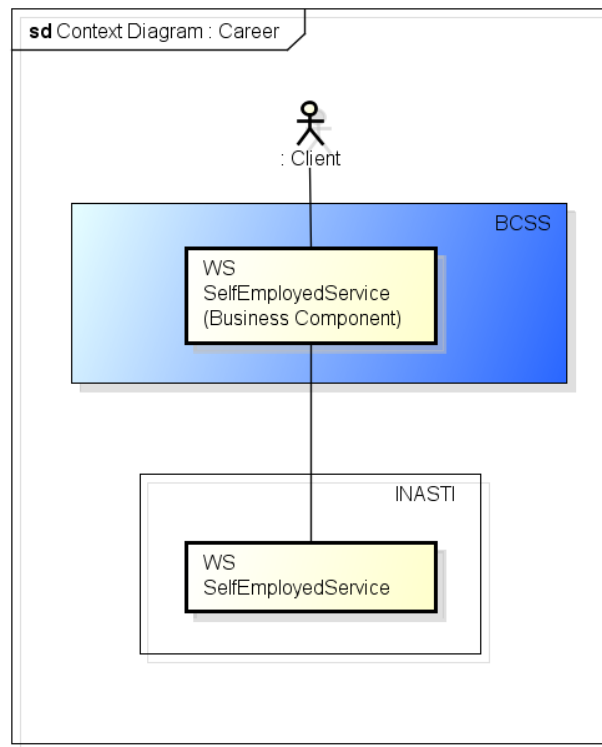 sd Context Diagram : Career
: Client
BCSS
WS
SelfEmployedService
(Business Component)
INASTI
WS
SelfEmployedService